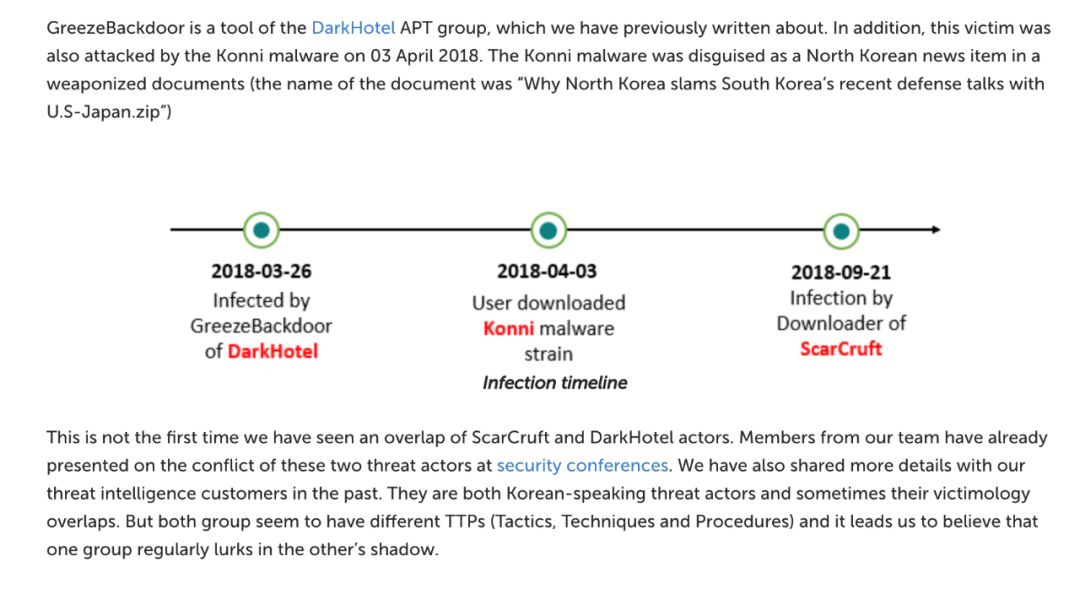 GreezeBackdoor is a tool of the DarkHotel APT group, which we have previously written about. In addition, this victim was
also attacked by the Konni malware on 03 April 2018. The Konni malware was disguised as a North Korean news item in a
weaponized documents (the name of the document was “Why North Korea slams South Korea’s recent defense talks with
U.S-Japan.zip”)
2018-03-26
Infected by
GreezeBackdoor
of DarkHotel
2018-04-03
User downloaded
Konni malware
strain
2018-09-21
Infection by
Downloader of
ScarCruft
Infection timeline
This is not the first time we have seen an overlap of ScarCruft and DarkHotel actors. Members from our team have already
presented on the conflict of these two threat actors at security conferences. We have also shared more details with our
threat intelligence customers in the past. They are both Korean-speaking threat actors and sometimes their victimology
overlaps. But both group seem to have different TTPs (Tactics, Techniques and Procedures) and it leads us to believe that
one group regularly lurks in the other’s shadow.